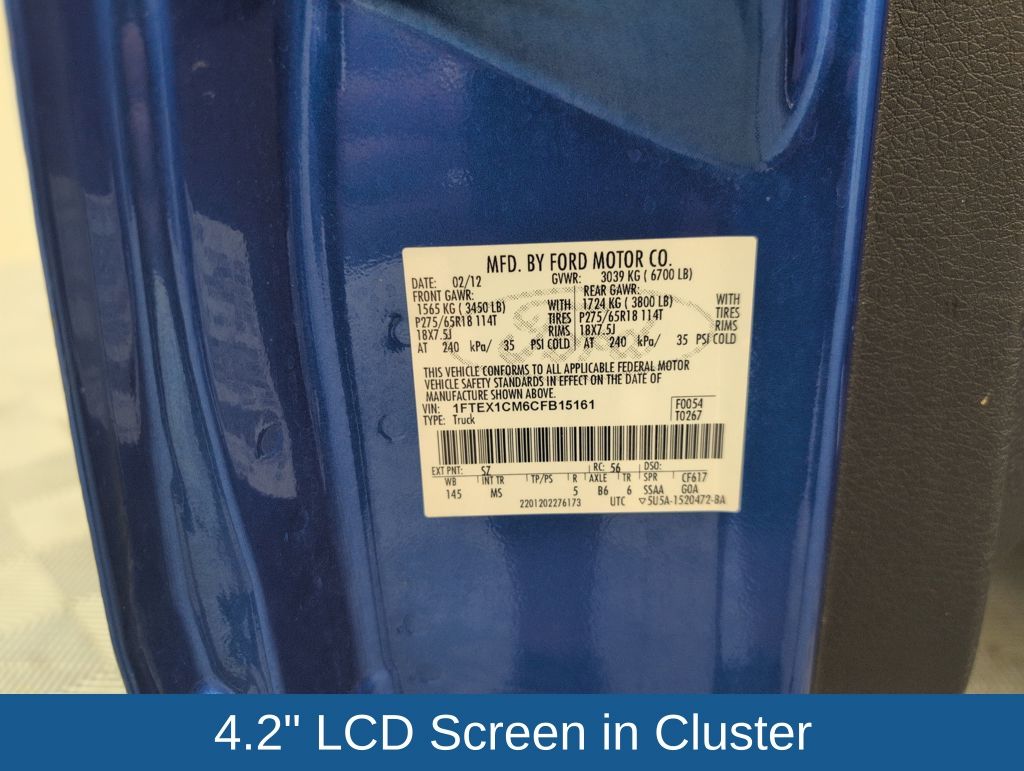 MFD. BY FORD MOTOR CO.
DATE: 02/12 GVWR: 3039 KG ( 6700 LB)
FRONT GAWR: REAR GAWR:
1565 KG ( 3450 LB) WITH 1724 KG ( 3800 LB) WITH
P275/65R18 114T TIRES P275/65R18 114T TIRES
18X7.5J RIMS 18X7.5J RIMS
AT 240 kPa/ 35 PSI COLD AT 240 kPa/ 35 PSI COLD
THIS VEHICLE CONFORMS TO ALL APPLICABLE FEDERAL MOTOR
VEHICLE SAFETY STANDARDS IN EFFECT ON THE DATE OF
MANUFACTURE SHOWN ABOVE.
VIN: 1FTEX1CM6CFB15161 F0054
TYPE: Truck T0267
EXT PNT: SZ RC: 56 DSO:
WB INT TR TP/PS R AXLE TR SPR CF617
145 MS 5 B6 6 SSAA GOA
2201202276173 UTC ▽5U5A-1520472-BA
4.2" LCD Screen in Cluster